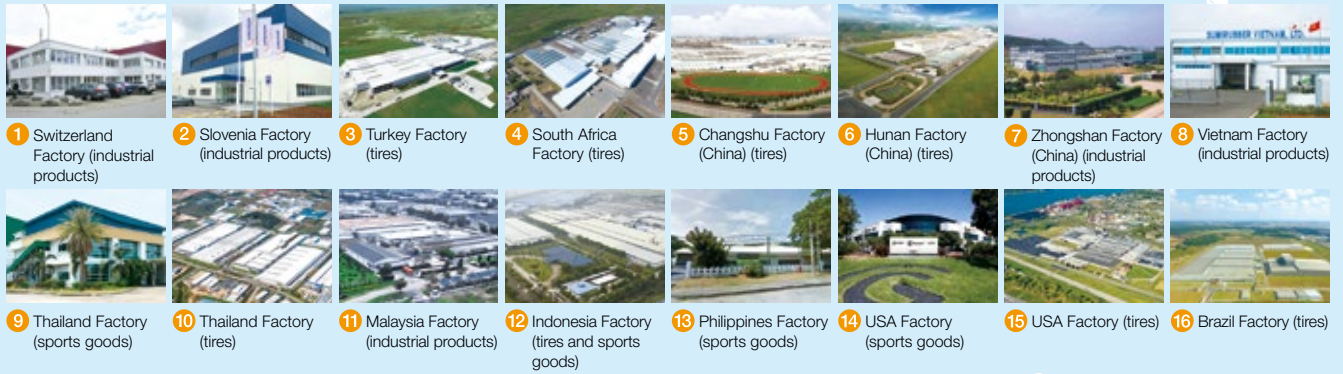 SUMIRUBBER VIETNAM, LTD.
1 Switzerland
Factory (industrial
products)
2 Slovenia Factory
(industrial products)
3 Turkey Factory
(tires)
4 South Africa
Factory (tires)
5 Changshu Factory
(China) (tires)
6 Hunan Factory
(China) (tires)
7 Zhongshan Factory
(China) (industrial
products)
8 Vietnam Factory
(industrial products)
9 Thailand Factory
(sports goods)
10 Thailand Factory
(tires)
11 Malaysia Factory
(industrial products)
12 Indonesia Factory
(tires and sports
goods)
13 Philippines Factory
(sports goods)
14 USA Factory
(sports goods)
15 USA Factory (tires)
16 Brazil Factory (tires)